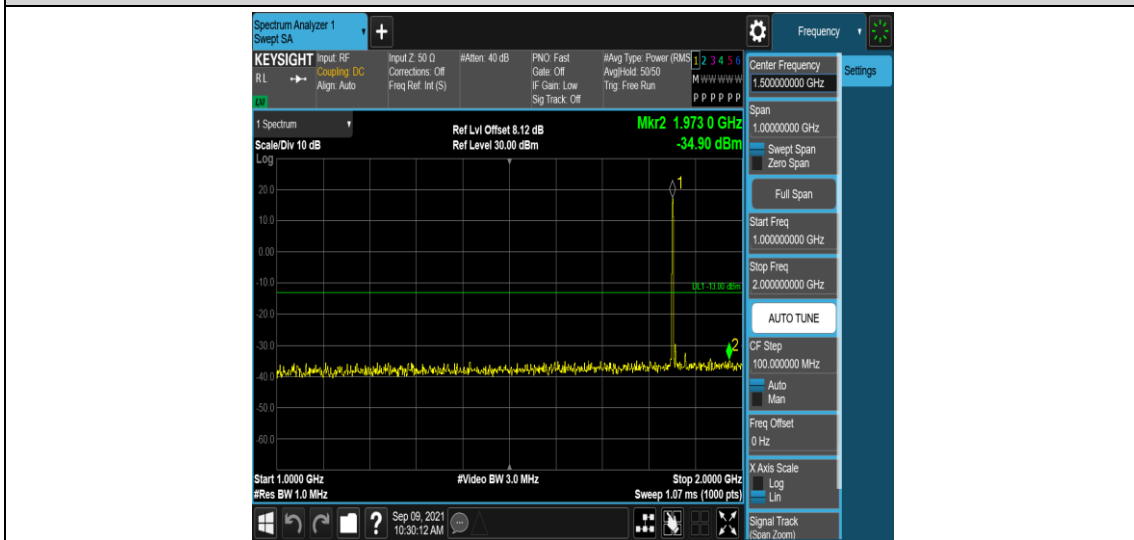 Spectrum Analyzer 1
Swept SA
+
Frequency
KEYSIGHT
RL
LXI
Input: RF
Coupling: DC
Align: Auto
Input Z: 50 Ω
Corrections: Off
Freq Ref: Int (S)
#Atten: 40 dB
PNO: Fast
Gate: Off
IF Gain: Low
Sig Track: Off
#Avg Type: Power (RMS
Avg|Hold: 50/50
Trig: Free Run
1 2 3 4 5 6
M W W W W W
P P P P P P
1 Spectrum
Scale/Div 10 dB
Log
Ref Lvl Offset 8.12 dB
Ref Level 30.00 dBm
Mkr2 1.973 0 GHz
-34.90 dBm
1
20.0
10.0
0.00
-10.0
DL1 -13.00 dBm
-20.0
-30.0
2
-40.0
-50.0
-60.0
Start 1.0000 GHz
#Res BW 1.0 MHz
#Video BW 3.0 MHz
Stop 2.0000 GHz
Sweep 1.07 ms (1000 pts)
Center Frequency
1.500000000 GHz
Settings
Span
1.00000000 GHz
Swept Span
Zero Span
Full Span
Start Freq
1.000000000 GHz
Stop Freq
2.000000000 GHz
AUTO TUNE
CF Step
100.000000 MHz
Auto
Man
Freq Offset
0 Hz
X Axis Scale
Log
Lin
Signal Track
(Span Zoom)
?
Sep 09, 2021
10:30:12 AM